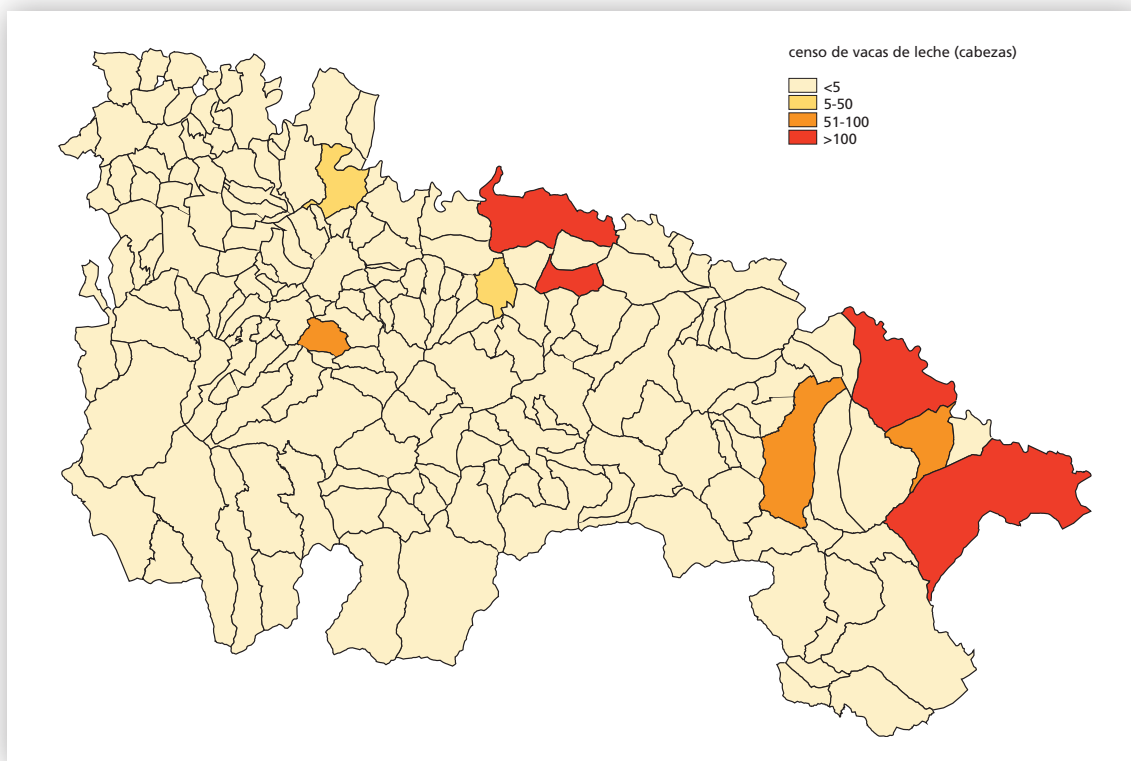 censo de vacas de leche (cabezas)
<5
5-50
51-100
>100